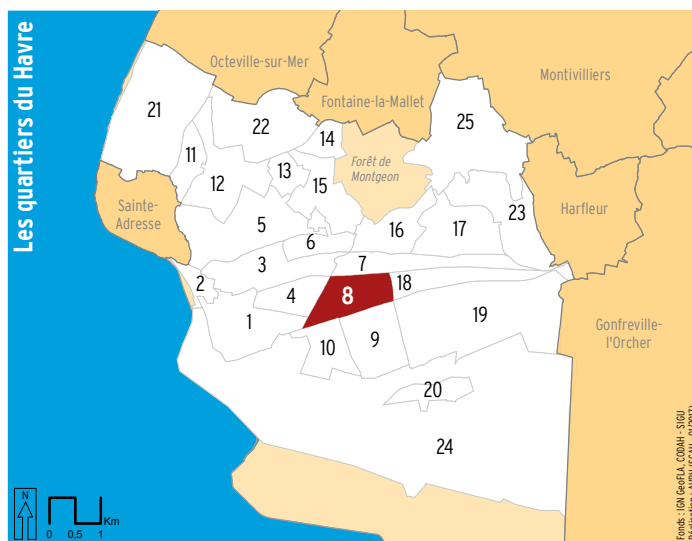 Les quartiers du Havre
Octeville-sur-Mer
Montivilliers
Fontaine-la-Mallet
21
22
14
25
11
13
Forêt de
Montgeon
12
15
Sainte-
Adresse
23
Harfleur
5
16
17
6
3
7
2
18
4
8
1
19
Gonfreville-
l'Orcher
10
9
20
24
N
0 0,5 1 Km
Fonds : IGN GeoFLA, CODAH - SIGU